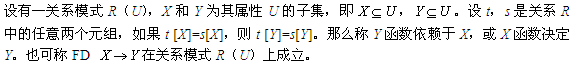 设有一关系模式 R（U），X 和 Y 为其属性 U 的子集，即 X⊆U，Y⊆U。设 t，s 是关系 R
中的任意两个元组，如果 t [X]=s[X]，则 t [Y]=s[Y]。那么称 Y 函数依赖于 X，或 X 函数决定
Y。也可称 FD X→Y 在关系模式 R（U）上成立。